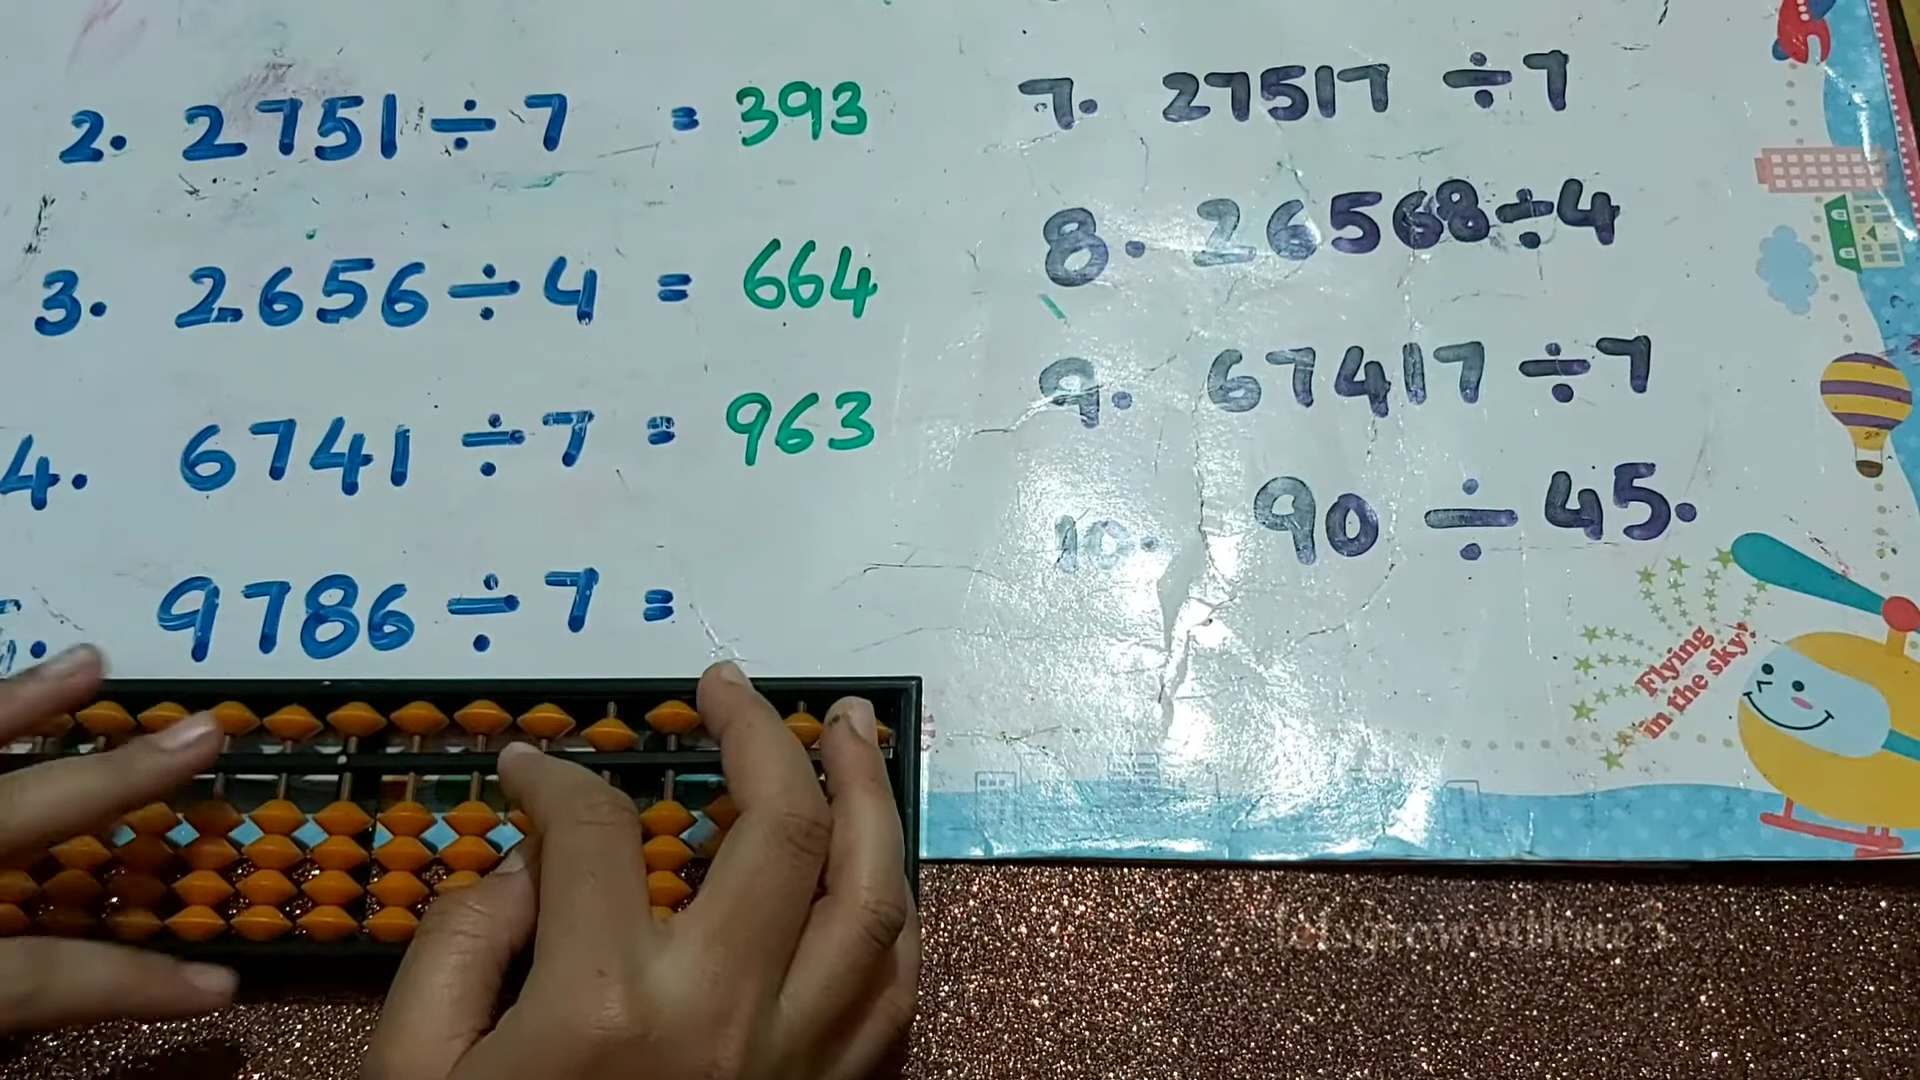 2. 2751 ÷ 7 = 393
3. 2656 ÷ 4 = 664
4. 6741 ÷ 7 = 963
9786 ÷ 7 =
7. 27517 ÷ 7
8. 26568 ÷ 4
9. 67417 ÷ 7
10. 90 ÷ 45.
Flying
in the sky!